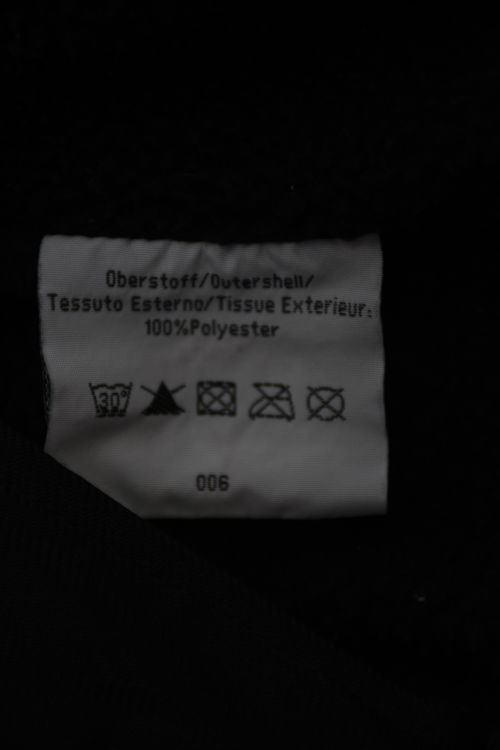 Oberstoff/Outershell/
Tessuto Esterno/Tissue Exterieur:
100%Polyester
30°
006